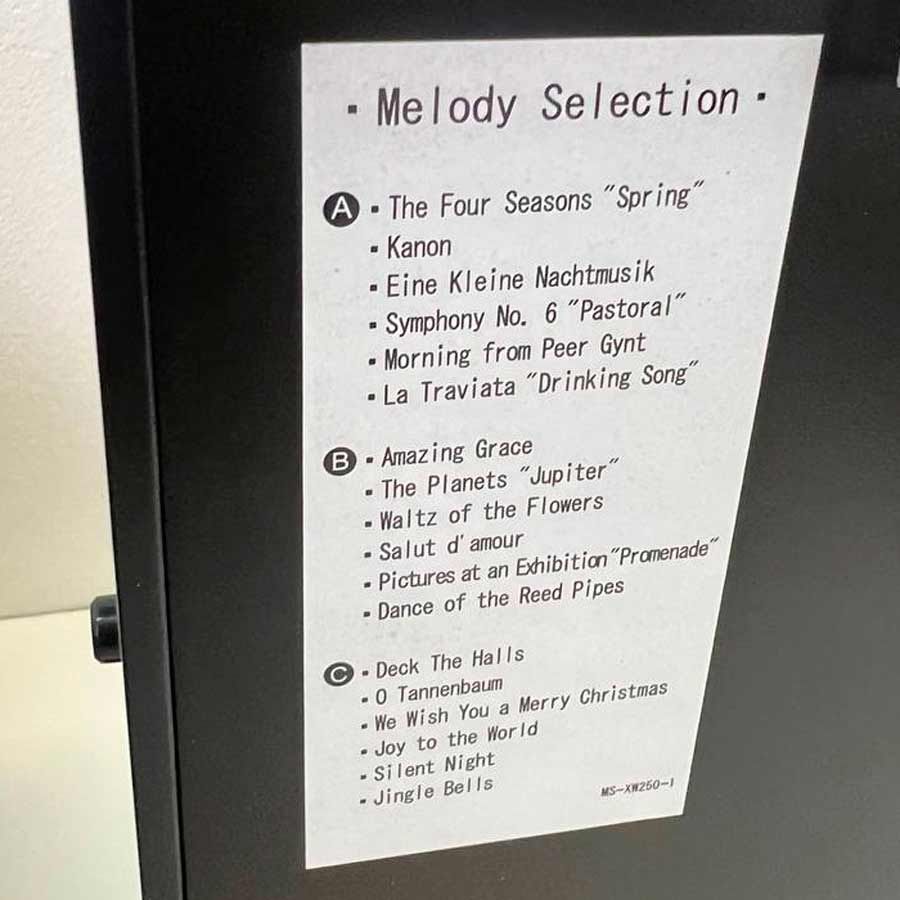 ▪ Melody Selection ▪
A ▪ The Four Seasons "Spring"
▪ Kanon
▪ Eine Kleine Nachtmusik
▪ Symphony No. 6 "Pastoral"
▪ Morning from Peer Gynt
▪ La Traviata "Drinking Song"
B ▪ Amazing Grace
▪ The Planets "Jupiter"
▪ Waltz of the Flowers
▪ Salut d'amour
▪ Pictures at an Exhibition"Promenade"
▪ Dance of the Reed Pipes
C ▪ Deck The Halls
▪ O Tannenbaum
▪ We Wish You a Merry Christmas
▪ Joy to the World
▪ Silent Night
▪ Jingle Bells
MS-XW250-1